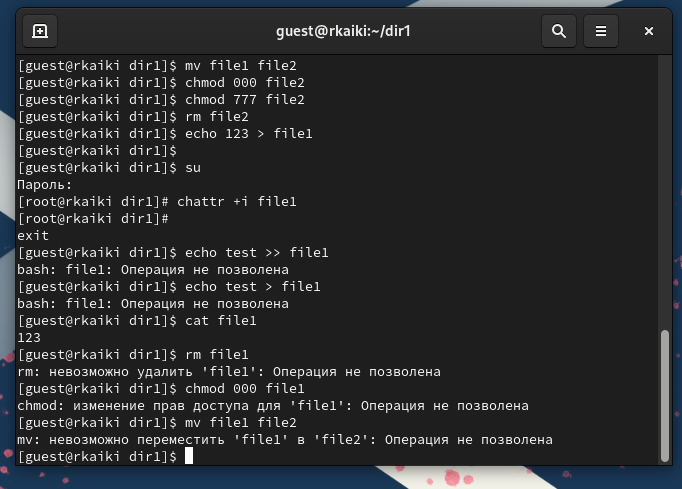 guest@rkaiki:~/dir1
[guest@rkaiki dir1]$ mv file1 file2
[guest@rkaiki dir1]$ chmod 000 file2
[guest@rkaiki dir1]$ chmod 777 file2
[guest@rkaiki dir1]$ rm file2
[guest@rkaiki dir1]$ echo 123 > file1
[guest@rkaiki dir1]$
[guest@rkaiki dir1]$ su
Пароль:
[root@rkaiki dir1]# chattr +i file1
[root@rkaiki dir1]#
exit
[guest@rkaiki dir1]$ echo test >> file1
bash: file1: Операция не позволена
[guest@rkaiki dir1]$ echo test > file1
bash: file1: Операция не позволена
[guest@rkaiki dir1]$ cat file1
123
[guest@rkaiki dir1]$ rm file1
rm: невозможно удалить 'file1': Операция не позволена
[guest@rkaiki dir1]$ chmod 000 file1
chmod: изменение прав доступа для 'file1': Операция не позволена
[guest@rkaiki dir1]$ mv file1 file2
mv: невозможно переместить 'file1' в 'file2': Операция не позволена
[guest@rkaiki dir1]$